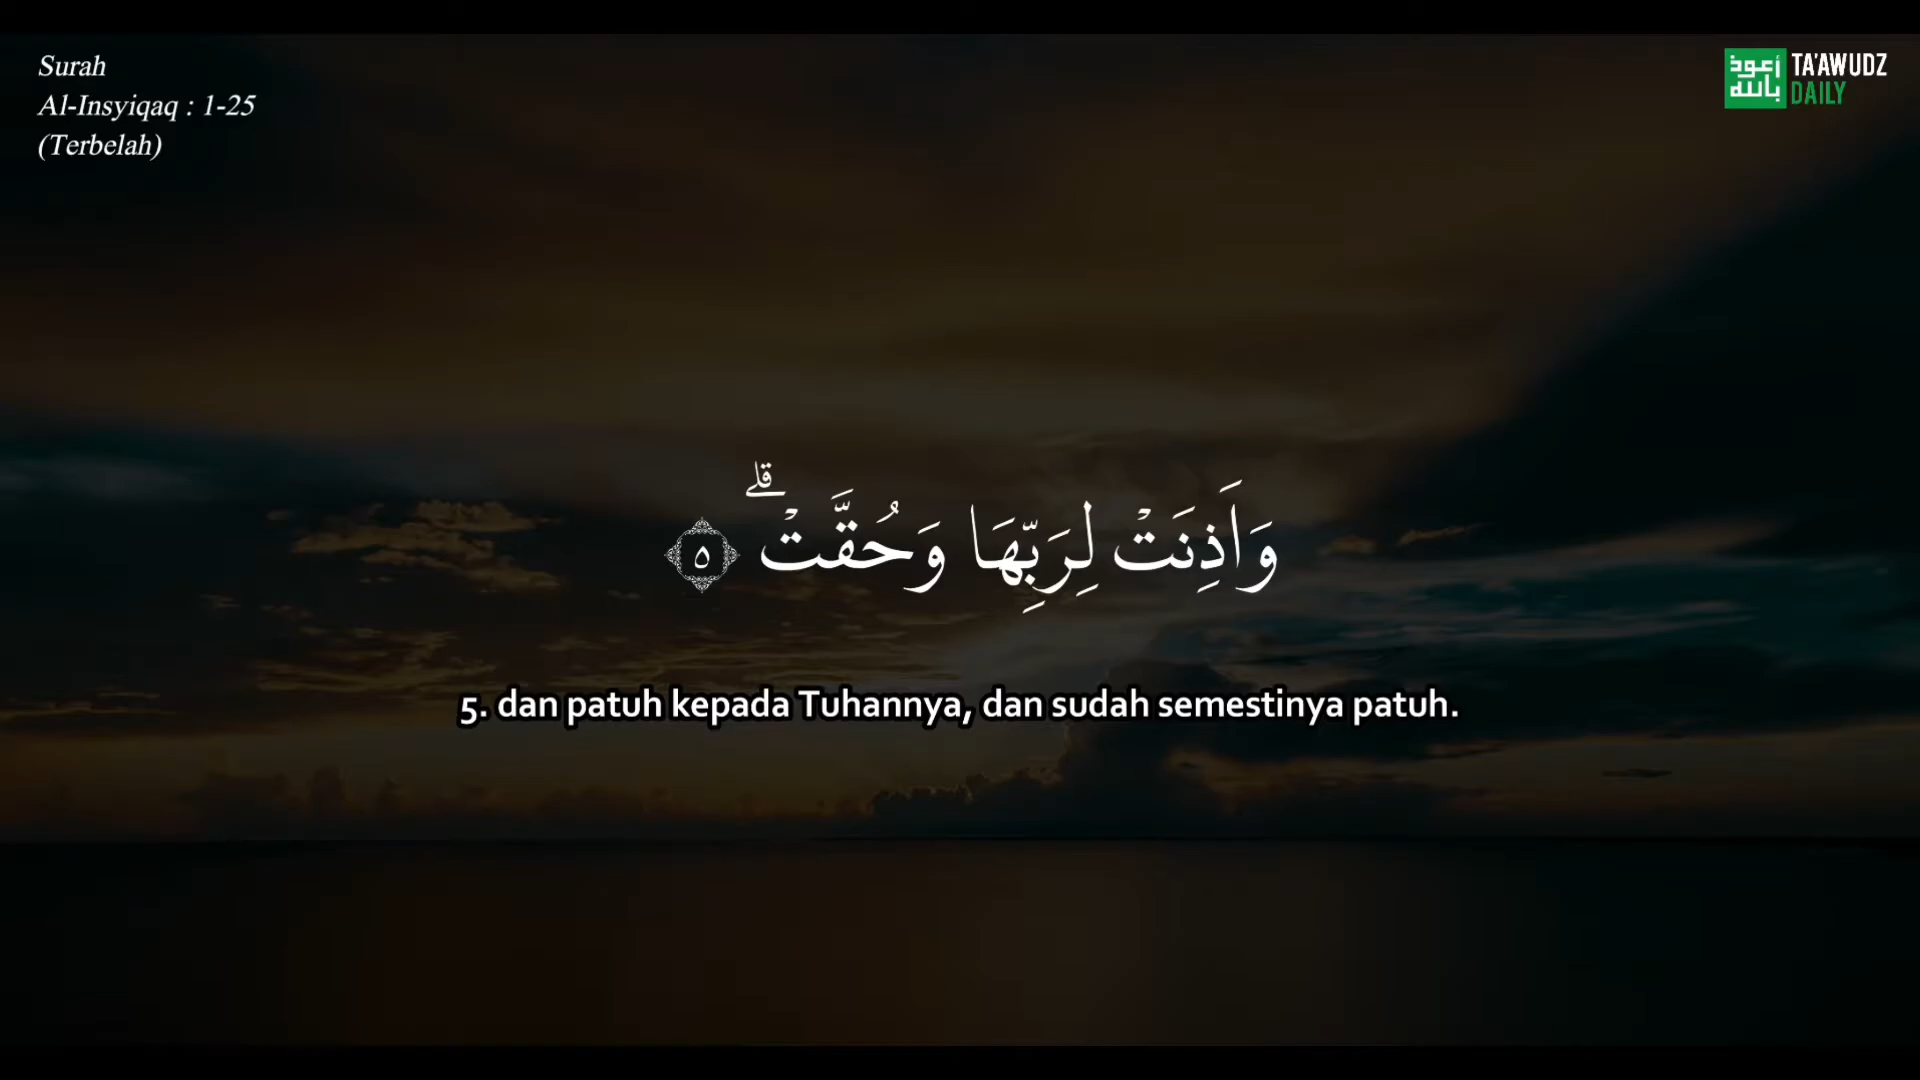 Surah
Al-Insyiqaq : 1-25
(Terbelah)
أعوذ
بالله
TA'AWUDZ
DAILY
وَاَذِنَتْ لِرَبِّهَا وَحُقَّتْۗ ٥
5. dan patuh kepada Tuhannya, dan sudah semestinya patuh.